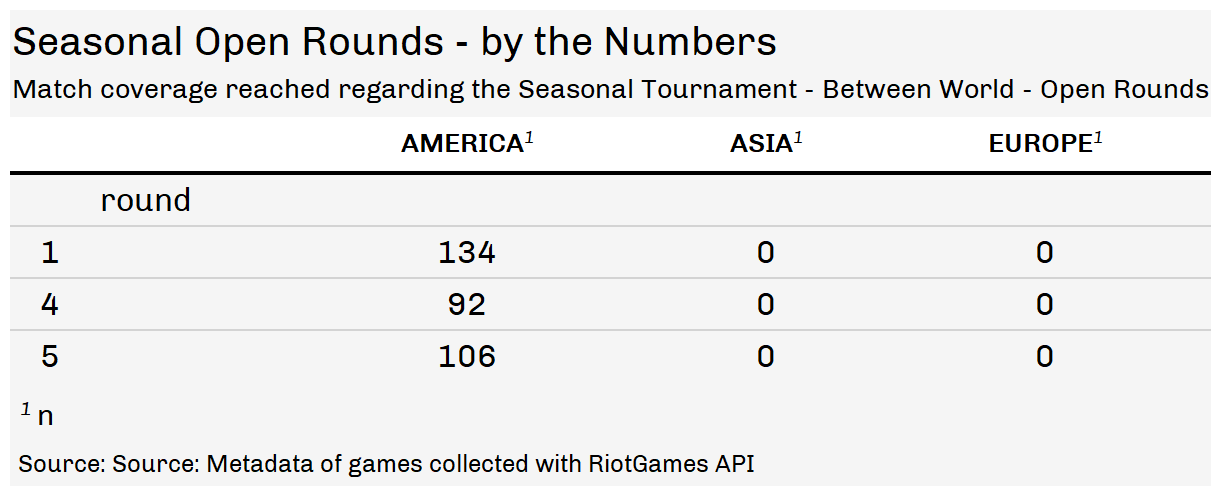 Seasonal Open Rounds - by the Numbers
Match coverage reached regarding the Seasonal Tournament - Between World - Open Rounds
AMERICA1 ASIA1 EUROPE1
round
1 134 0 0
4 92 0 0
5 106 0 0
1 n
Source: Source: Metadata of games collected with RiotGames API